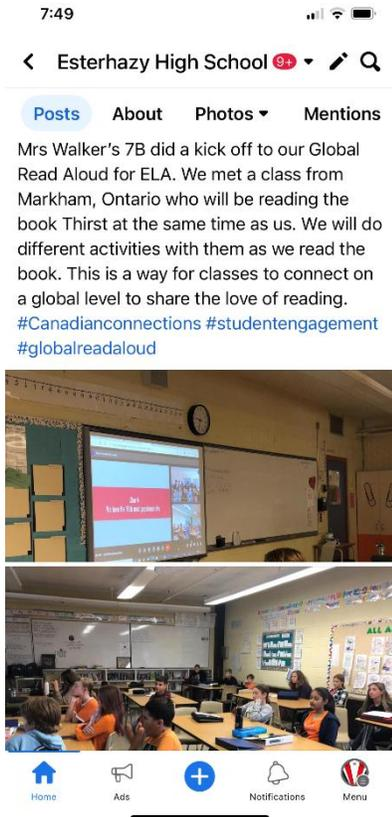 7:49
Esterhazy High School 9+
Posts About Photos Mentions
Mrs Walker's 7B did a kick off to our Global
Read Aloud for ELA. We met a class from
Markham, Ontario who will be reading the
book Thirst at the same time as us. We will do
different activities with them as we read the
book. This is a way for classes to connect on
a global level to share the love of reading.
#Canadianconnections #studentengagement
#globalreadaloud
ALL A
Home Ads Notifications Menu